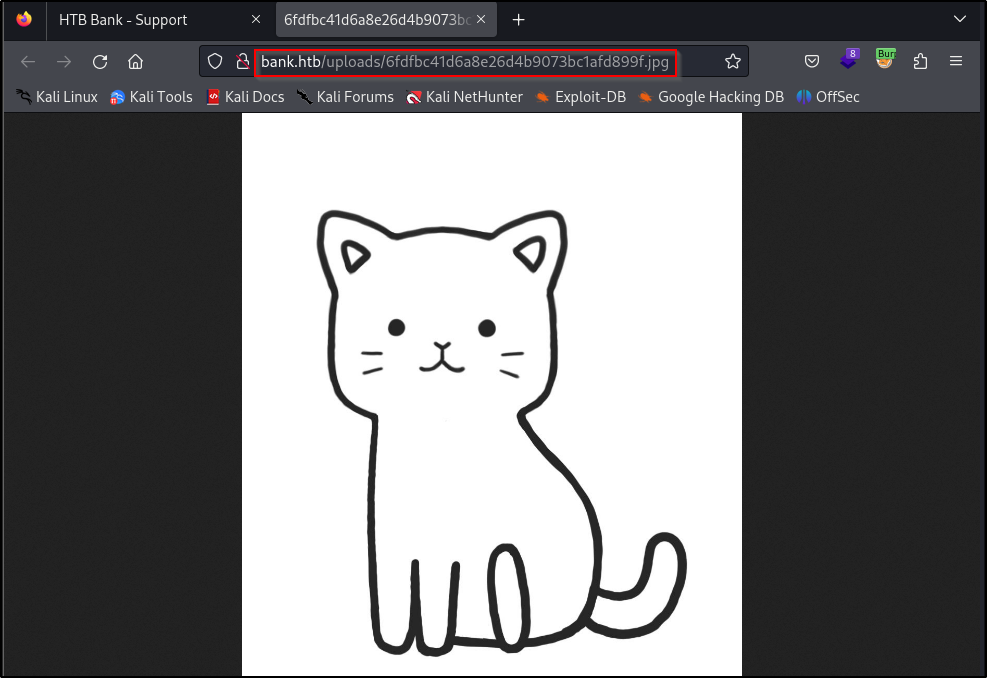 HTB Bank - Support
6fdfbc41d6a8e26d4b9073bc
bank.htb/uploads/6fdfbc41d6a8e26d4b9073bc1afd899f.jpg
8
Burp
Kali Linux Kali Tools Kali Docs Kali Forums Kali NetHunter Exploit-DB Google Hacking DB OffSec